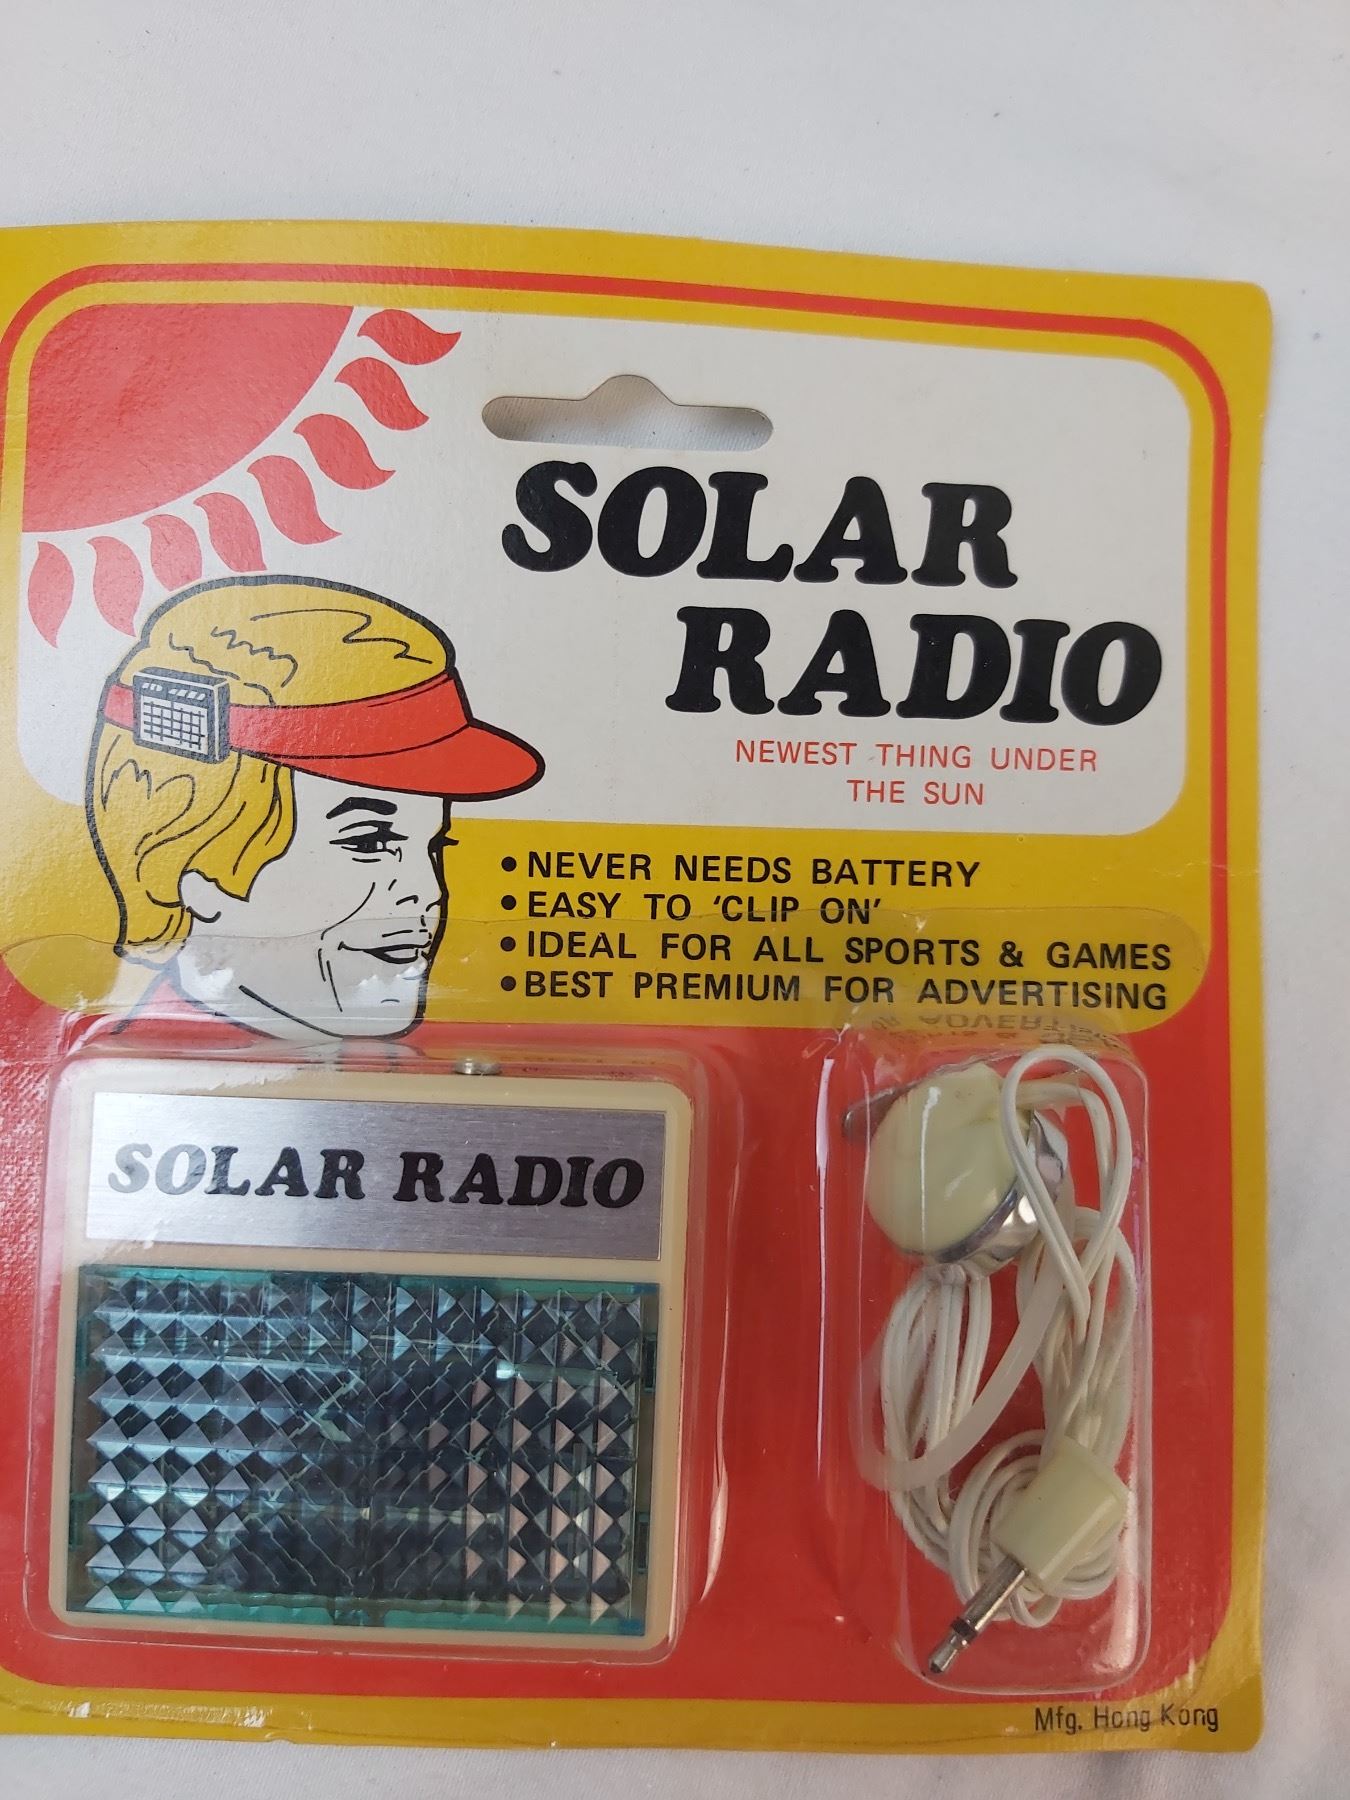 SOLAR
RADIO
NEWEST THING UNDER
THE SUN
• NEVER NEEDS BATTERY
• EASY TO ‘CLIP ON’
• IDEAL FOR ALL SPORTS & GAMES
• BEST PREMIUM FOR ADVERTISING
SOLAR RADIO
Mfg. Hong Kong